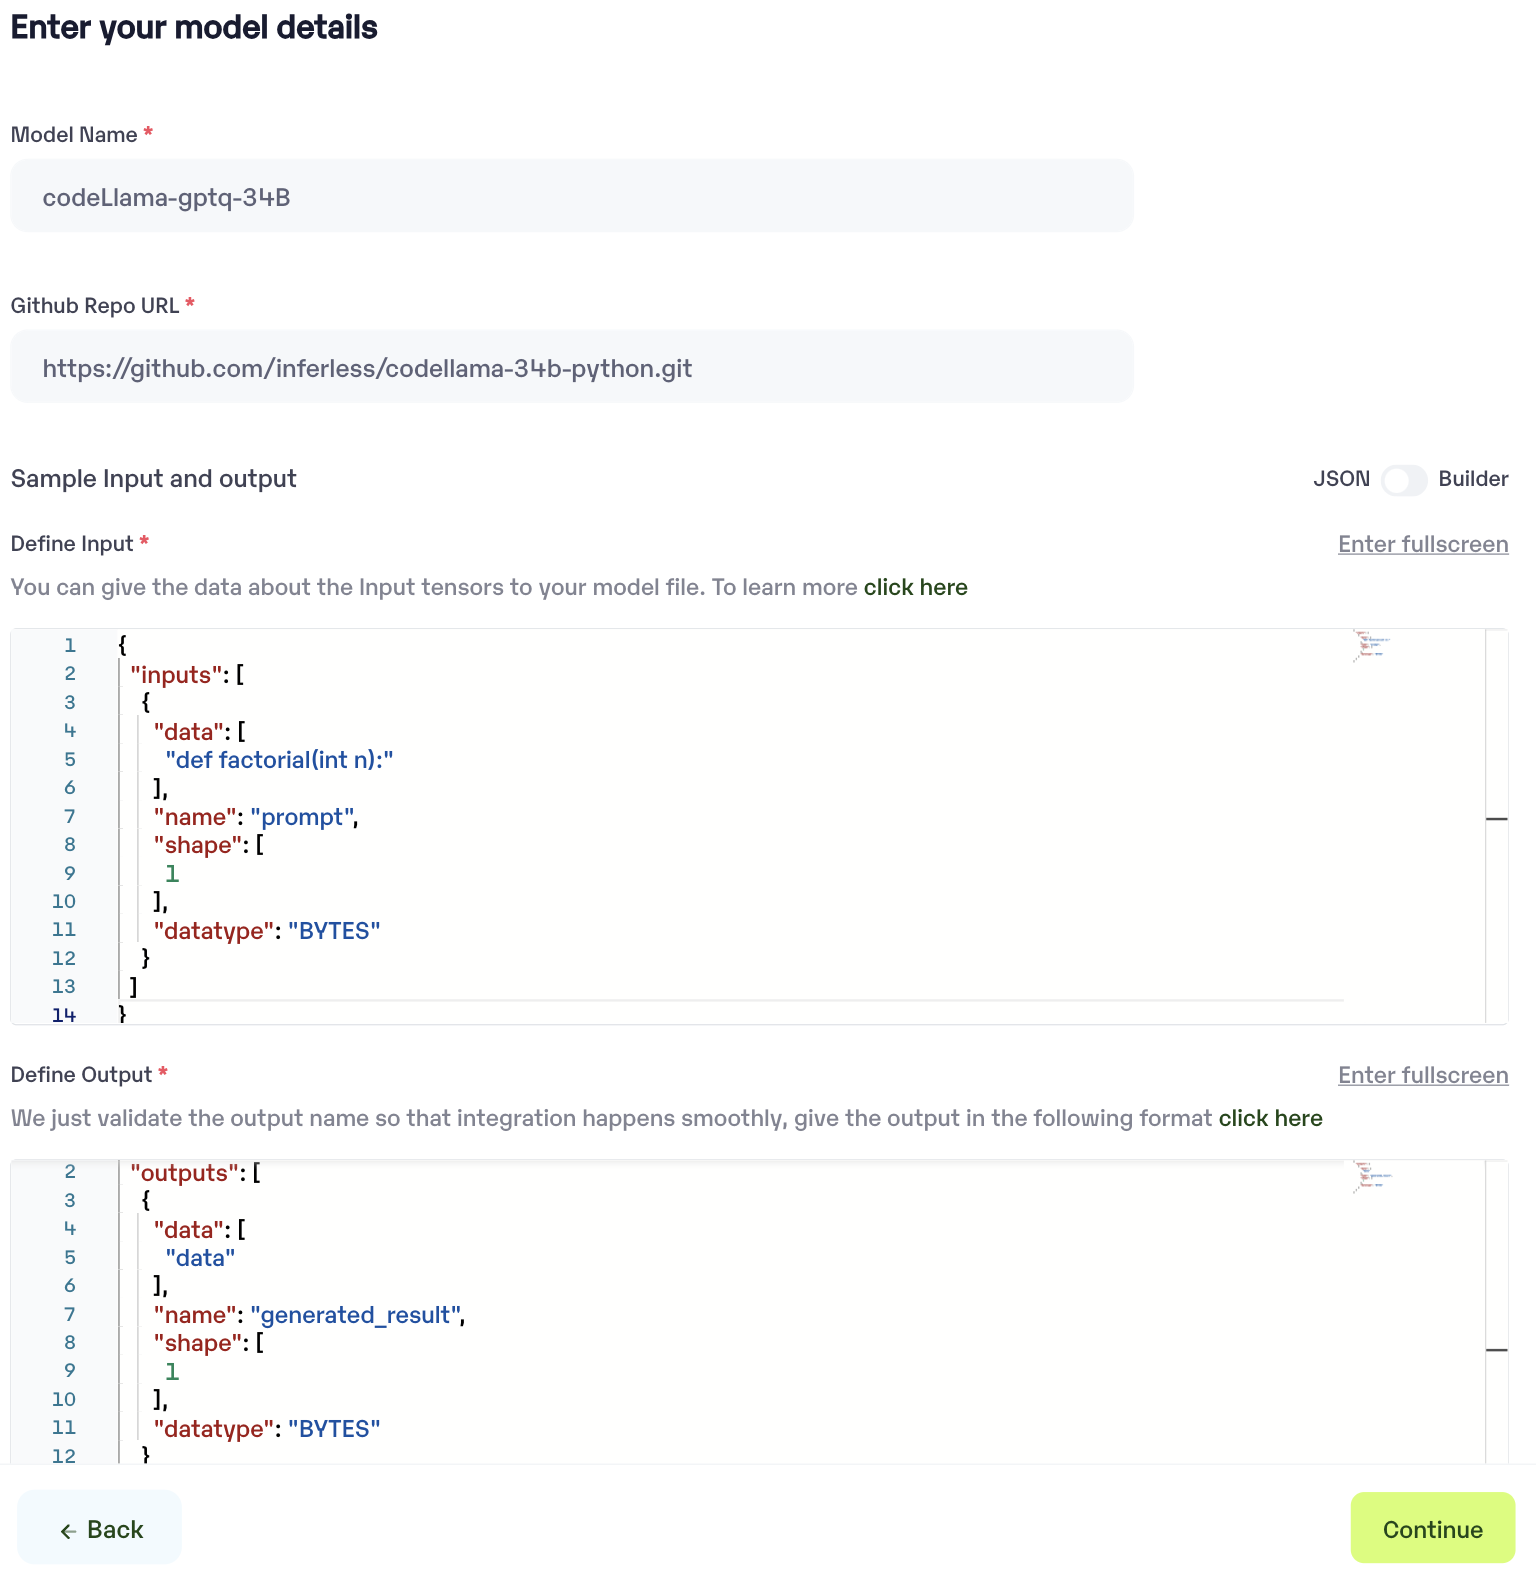 Enter your model details
Model Name *
codeLlama-gptq-34B
Github Repo URL *
https://github.com/inferless/codellama-34b-python.git
Sample Input and output
JSON Builder
Define Input *
Enter fullscreen
You can give the data about the Input tensors to your model file. To learn more click here
1 {
2 "inputs": [
3 {
4 "data": [
5 "def factorial(int n):"
6 ],
7 "name": "prompt",
8 "shape": [
9 1
10 ],
11 "datatype": "BYTES"
12 }
13 ]
14 }
Define Output *
Enter fullscreen
We just validate the output name so that integration happens smoothly, give the output in the following format click here
2 "outputs": [
3 {
4 "data": [
5 "data"
6 ],
7 "name": "generated_result",
8 "shape": [
9 1
10 ],
11 "datatype": "BYTES"
12 }
← Back
Continue